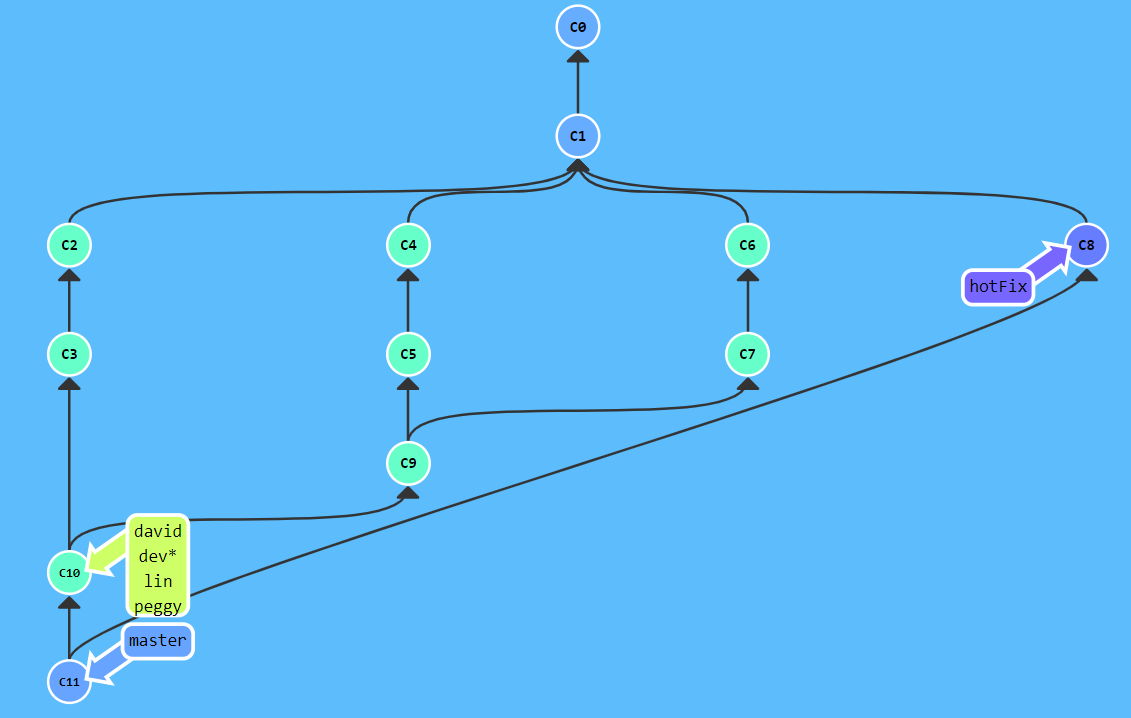 C0
C1
C2
C4
C6
C8
hotFix
C3
C5
C7
C9
david
dev*
lin
peggy
C10
master
C11